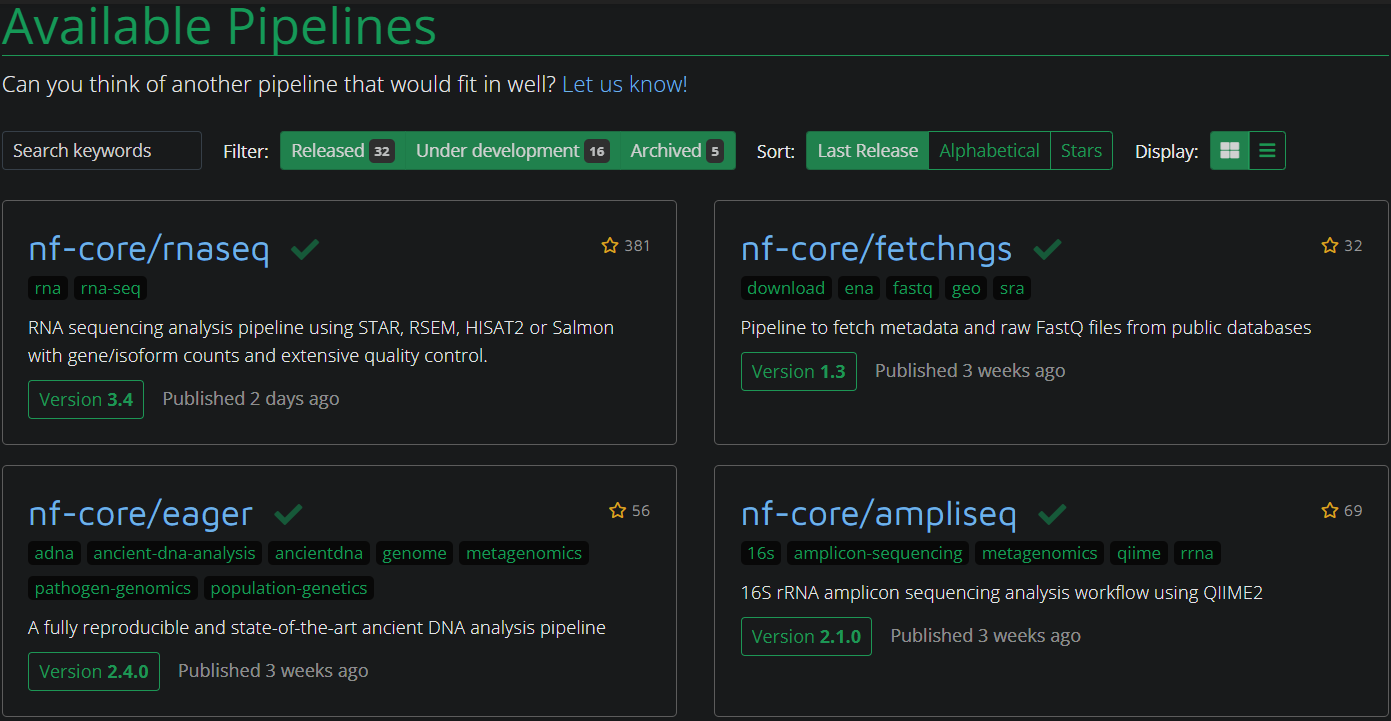 Available Pipelines
Can you think of another pipeline that would fit in well? Let us know!
Search keywords Filter: Released 32 Under development 16 Archived 5 Sort: Last Release Alphabetical Stars Display:
nf-core/rnaseq 381
rna rna-seq
RNA sequencing analysis pipeline using STAR, RSEM, HISAT2 or Salmon
with gene/isoform counts and extensive quality control.
Version 3.4 Published 2 days ago
nf-core/fetchngs 32
download ena fastq geo sra
Pipeline to fetch metadata and raw FastQ files from public databases
Version 1.3 Published 3 weeks ago
nf-core/eager 56
adna ancient-dna-analysis ancientdna genome metagenomics
pathogen-genomics population-genetics
A fully reproducible and state-of-the-art ancient DNA analysis pipeline
Version 2.4.0 Published 3 weeks ago
nf-core/ampliseq 69
16s amplicon-sequencing metagenomics qiime rrna
16S rRNA amplicon sequencing analysis workflow using QIIME2
Version 2.1.0 Published 3 weeks ago